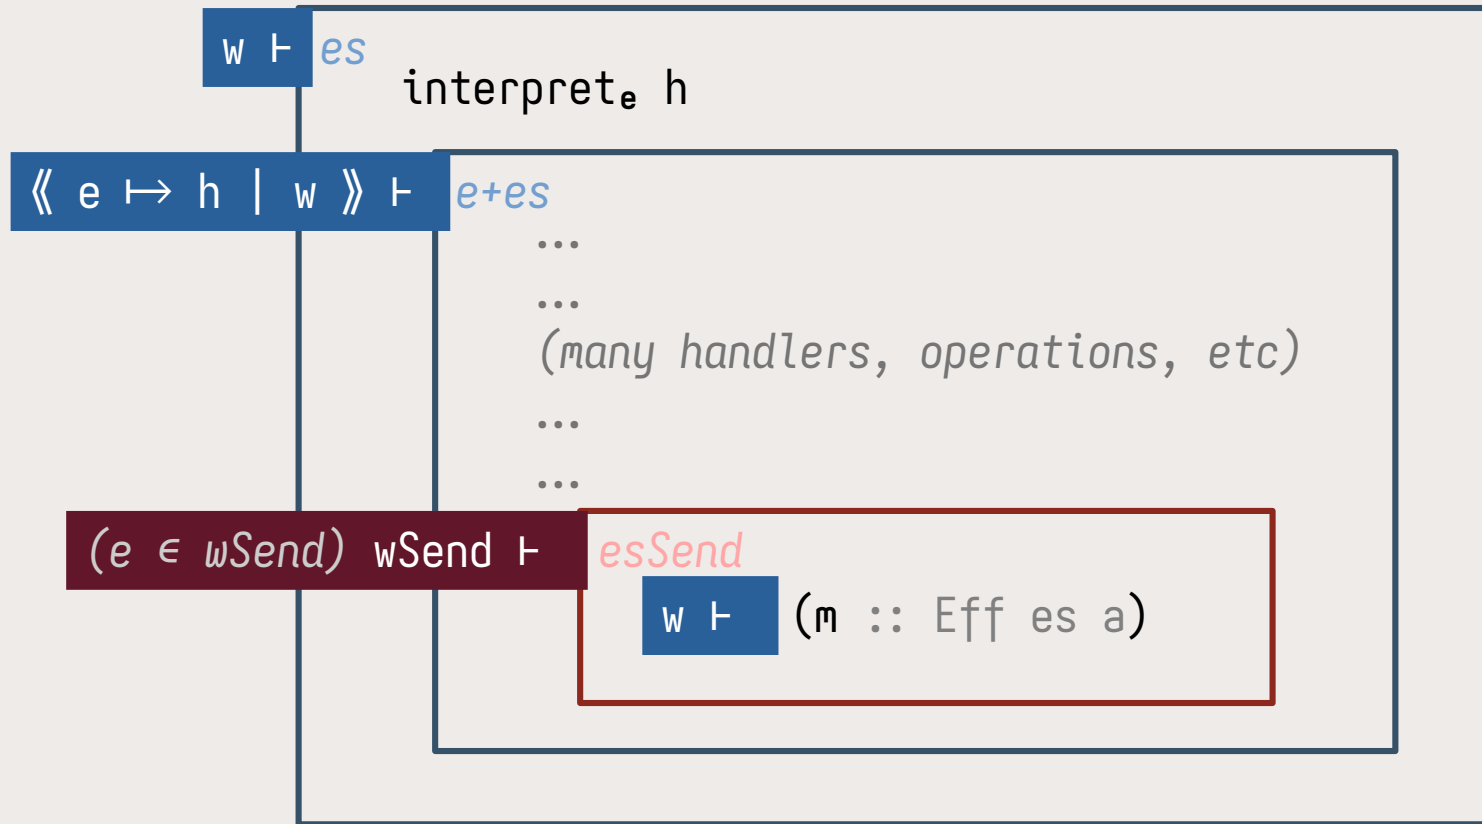 w ⊢ es
interpretₑ h
⟪ e ⟼ h | w ⟫ ⊢ e+es
...
...
(many handlers, operations, etc)
...
...
(e ∈ wSend) wSend ⊢ esSend
w ⊢ (m :: Eff es a)